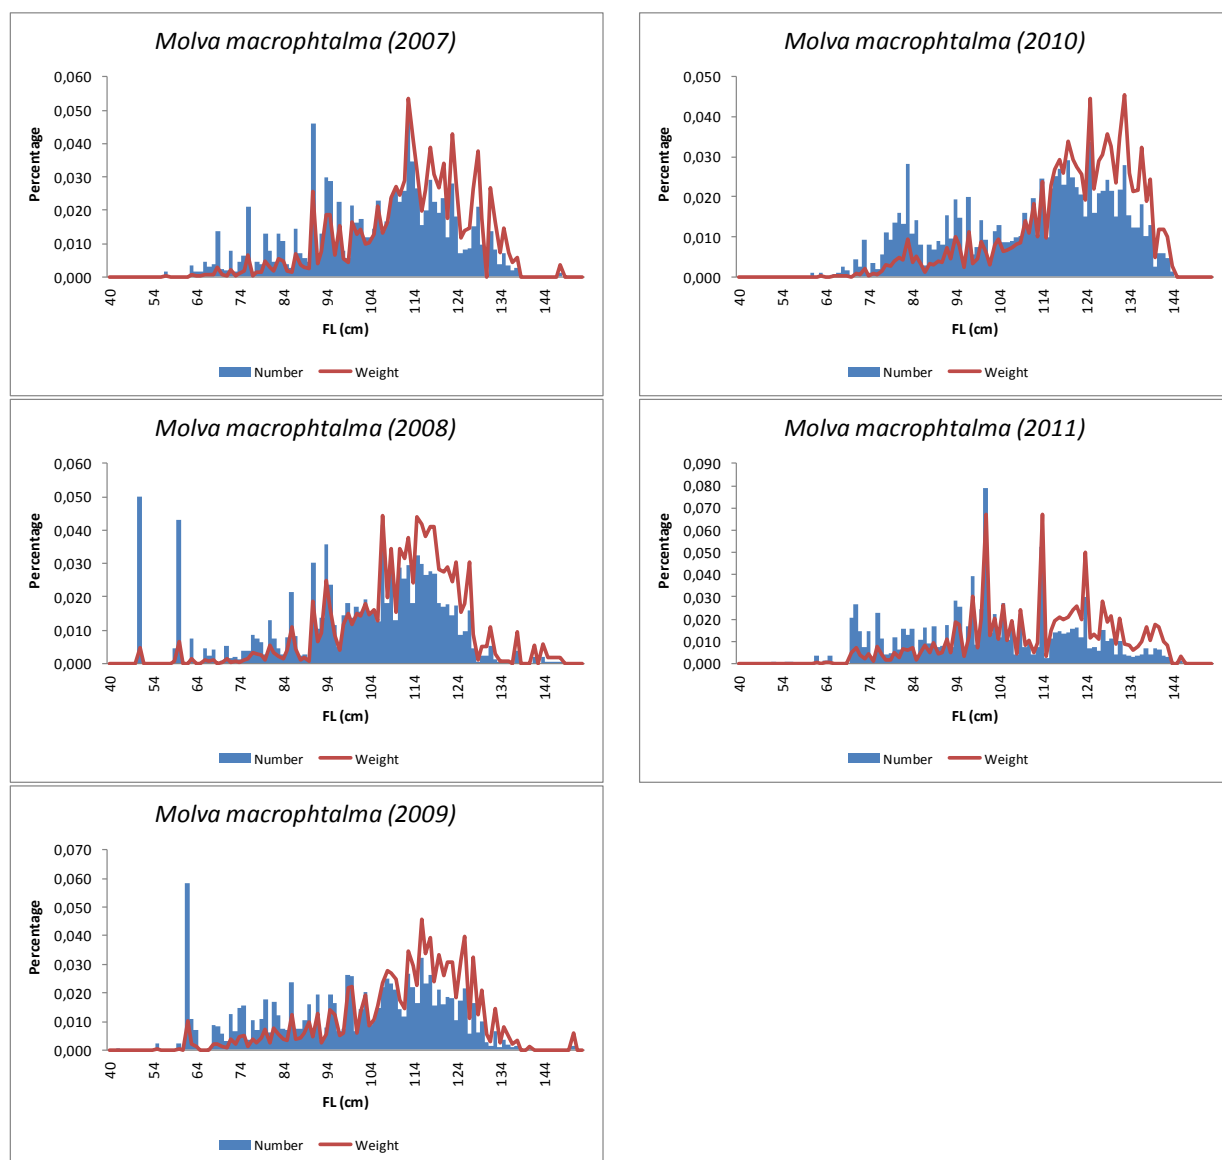 Molva macrophtalma (2007)
0,060
0,050
0,040
0,030
0,020
0,010
0,000
Percentage
40 54 64 74 84 94 104 114 124 134 144
FL (cm)
Number Weight
Molva macrophtalma (2010)
0,050
0,040
0,030
0,020
0,010
0,000
Percentage
40 54 64 74 84 94 104 114 124 134 144
FL (cm)
Number Weight
Molva macrophtalma (2008)
0,060
0,050
0,040
0,030
0,020
0,010
0,000
Percentage
40 54 64 74 84 94 104 114 124 134 144
FL (cm)
Number Weight
Molva macrophtalma (2011)
0,090
0,080
0,070
0,060
0,050
0,040
0,030
0,020
0,010
0,000
Percentage
40 54 64 74 84 94 104 114 124 134 144
FL (cm)
Number Weight
Molva macrophtalma (2009)
0,070
0,060
0,050
0,040
0,030
0,020
0,010
0,000
Percentage
40 54 64 74 84 94 104 114 124 134 144
FL (cm)
Number Weight